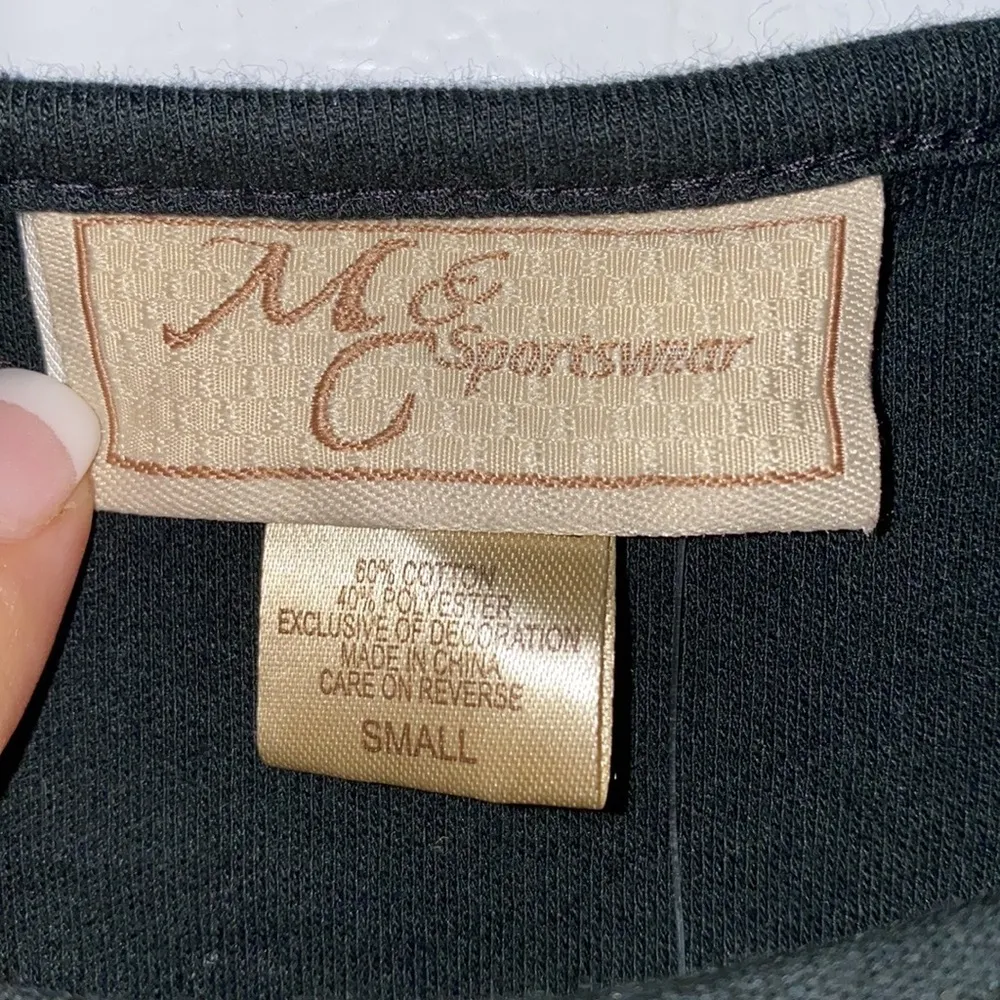 M & C
Sportswear
60% COTTON
40% POLYESTER
EXCLUSIVE OF DECORATION
MADE IN CHINA
CARE ON REVERSE
SMALL